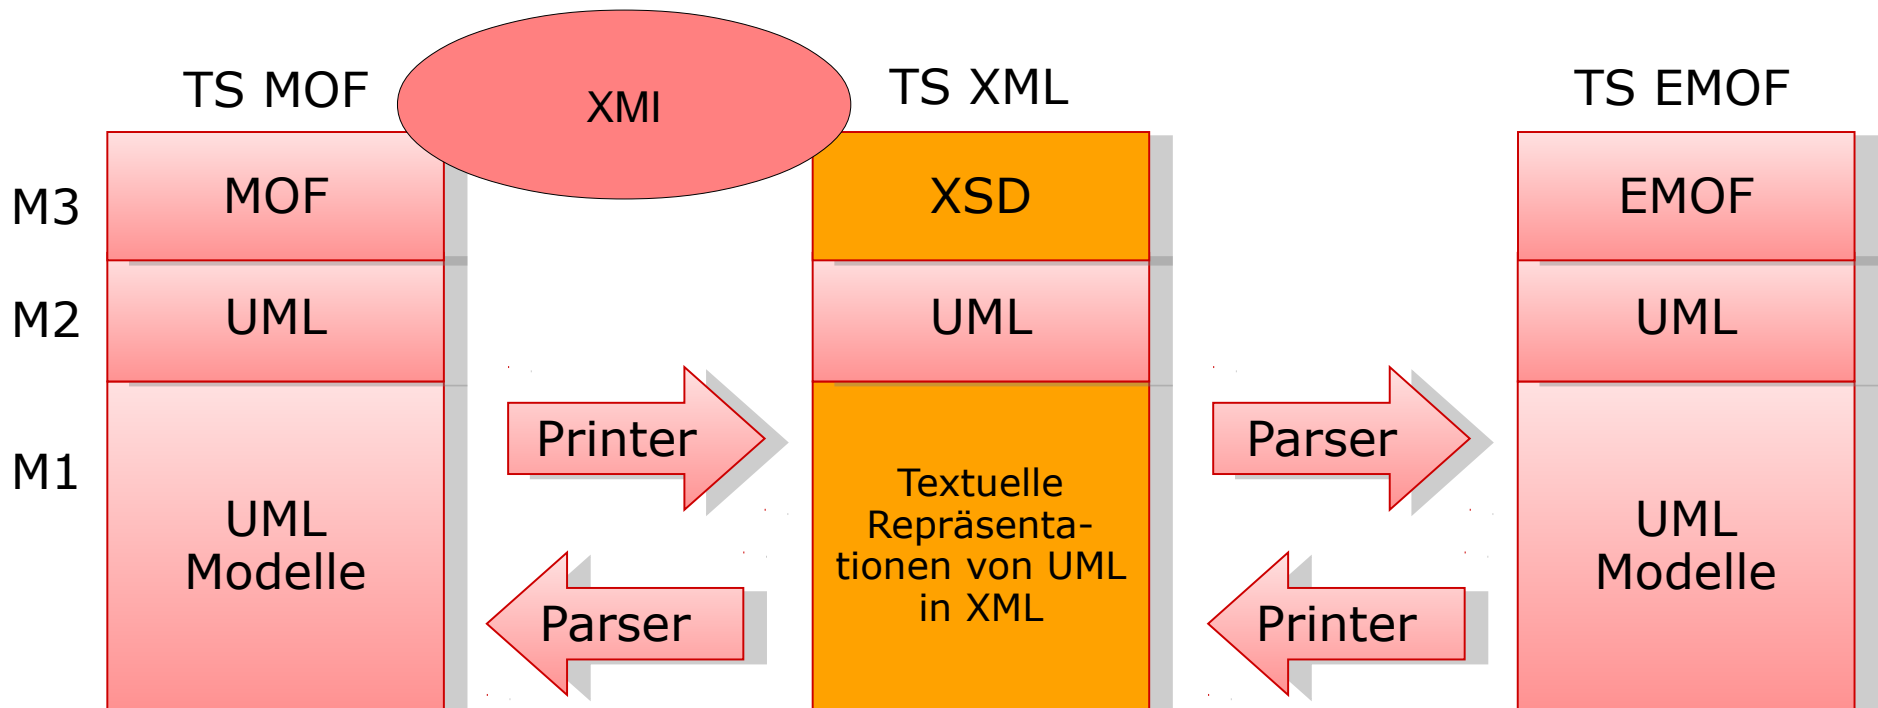 TS MOF
XMI
TS XML
TS EMOF
M3
MOF
XSD
EMOF
M2
UML
UML
UML
M1
Printer
Parser
UML
Modelle
Textuelle
Repräsenta-
tionen von UML
in XML
UML
Modelle
Parser
Printer